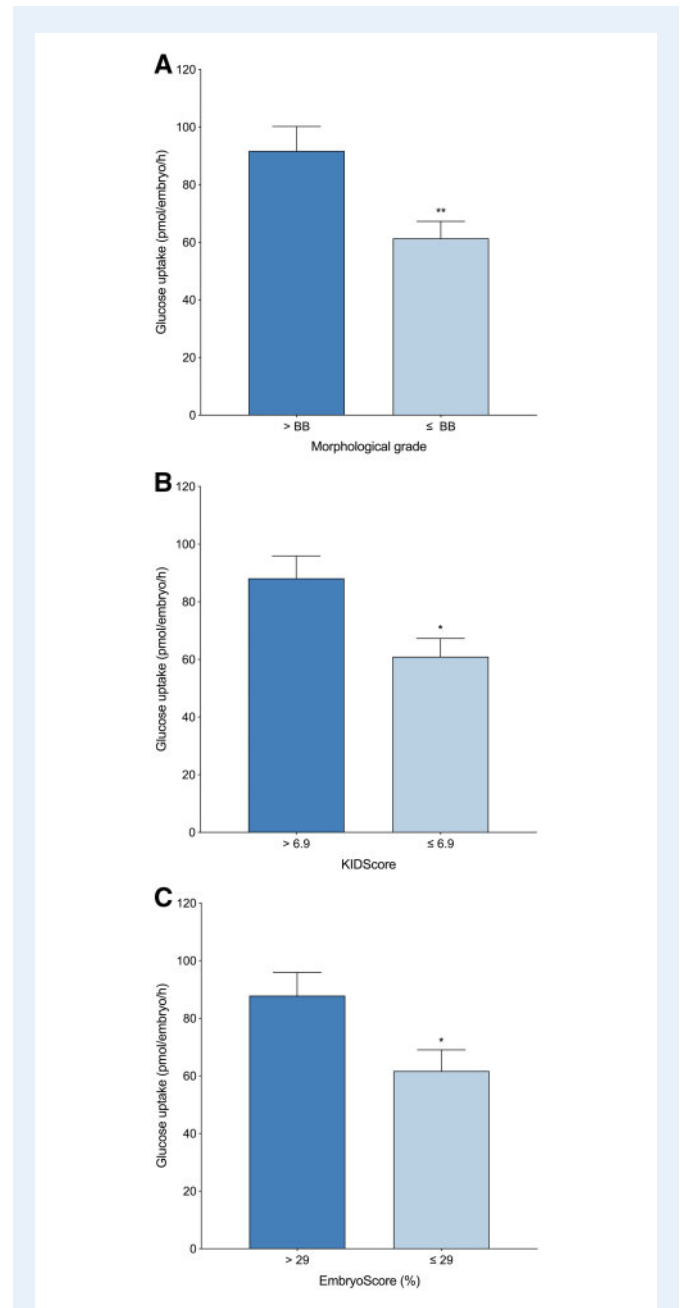 A
120
100
80
60
40
20
0
Glucose uptake (pmol/embryo/h)
**
> BB
≤ BB
Morphological grade
B
120
100
80
60
40
20
0
Glucose uptake (pmol/embryo/h)
*
> 6.9
≤ 6.9
KIDScore
C
120
100
80
60
40
20
0
Glucose uptake (pmol/embryo/h)
*
> 29
≤ 29
EmbryoScore (%)